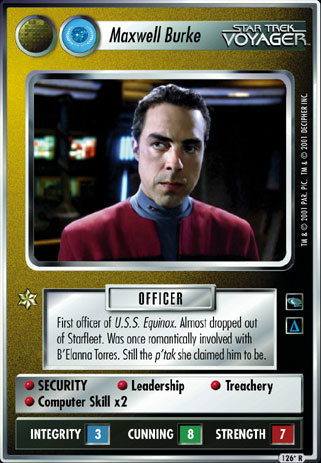 Maxwell Burke
STAR TREK
VOYAGER™
TM & © 2001 PAR. PIC. TM & © 2001 DECIPHER INC.
OFFICER
First officer of U.S.S. Equinox. Almost dropped out
of Starfleet. Was once romantically involved with
B'Elanna Torres. Still the p'tak she claimed him to be.
SECURITY Leadership Treachery
Computer Skill x2
INTEGRITY 3 CUNNING 8 STRENGTH 7
126+ R